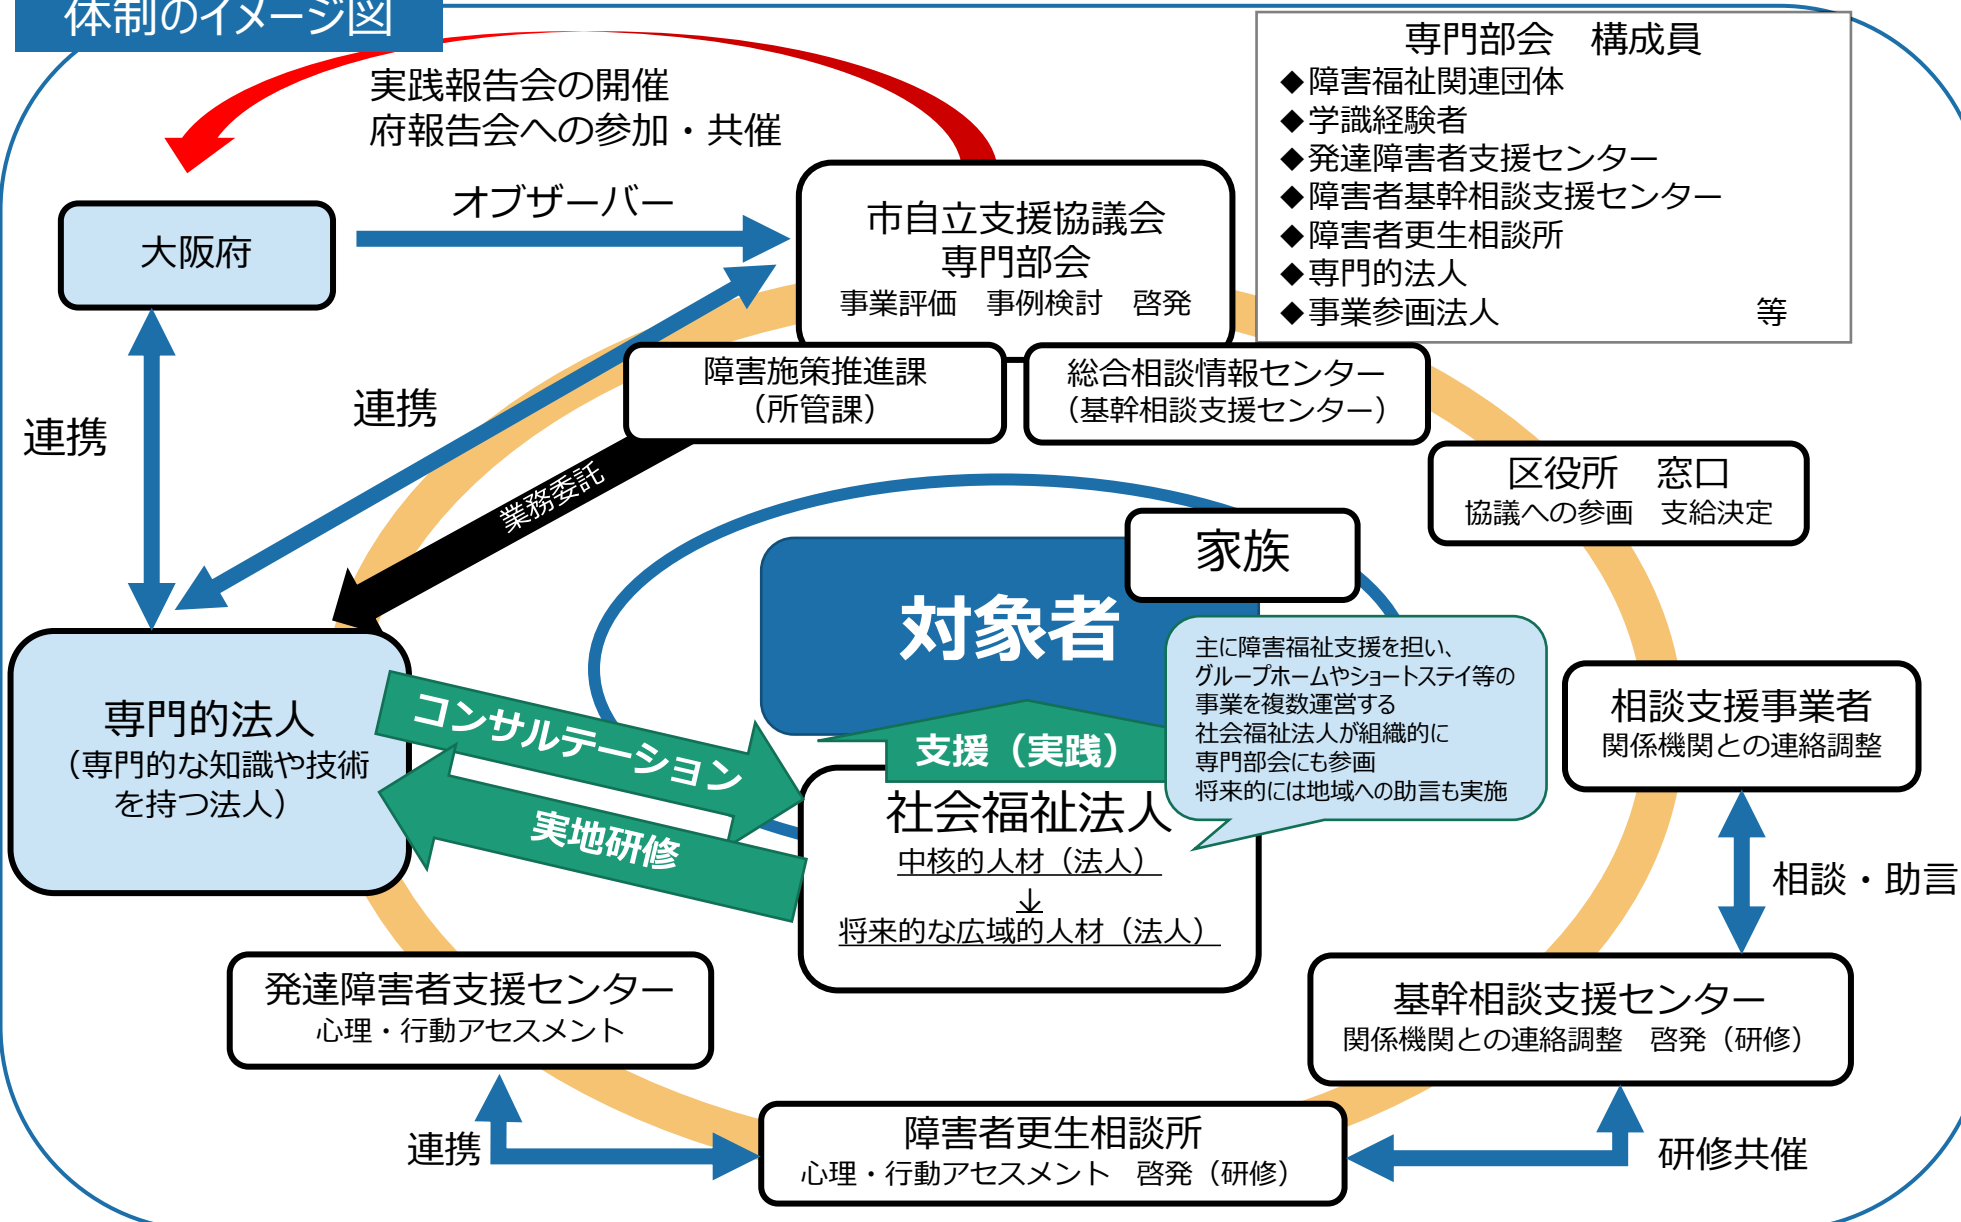 体制のイメージ図
実践報告会の開催
府報告会への参加・共催
専門部会　構成員
◆障害福祉関連団体
◆学識経験者
◆発達障害者支援センター
◆障害者基幹相談支援センター
◆障害者更生相談所
◆専門的法人
◆事業参画法人　等
オブザーバー
大阪府
市自立支援協議会
専門部会
事業評価　事例検討　啓発
障害施策推進課
（所管課）
総合相談情報センター
（基幹相談支援センター）
連携
連携
業務委託
区役所　窓口
協議への参画　支給決定
家族
対象者
主に障害福祉支援を担い、
グループホームやショートステイ等の
事業を複数運営する
社会福祉法人が組織的に
専門部会にも参画
将来的には地域への助言も実施
専門的法人
（専門的な知識や技術
を持つ法人）
コンサルテーション
実地研修
支援（実践）
社会福祉法人
中核的人材（法人）
↓
将来的な広域的人材（法人）
相談支援事業者
関係機関との連絡調整
相談・助言
発達障害者支援センター
心理・行動アセスメント
基幹相談支援センター
関係機関との連絡調整　啓発（研修）
連携
障害者更生相談所
心理・行動アセスメント　啓発（研修）
研修共催